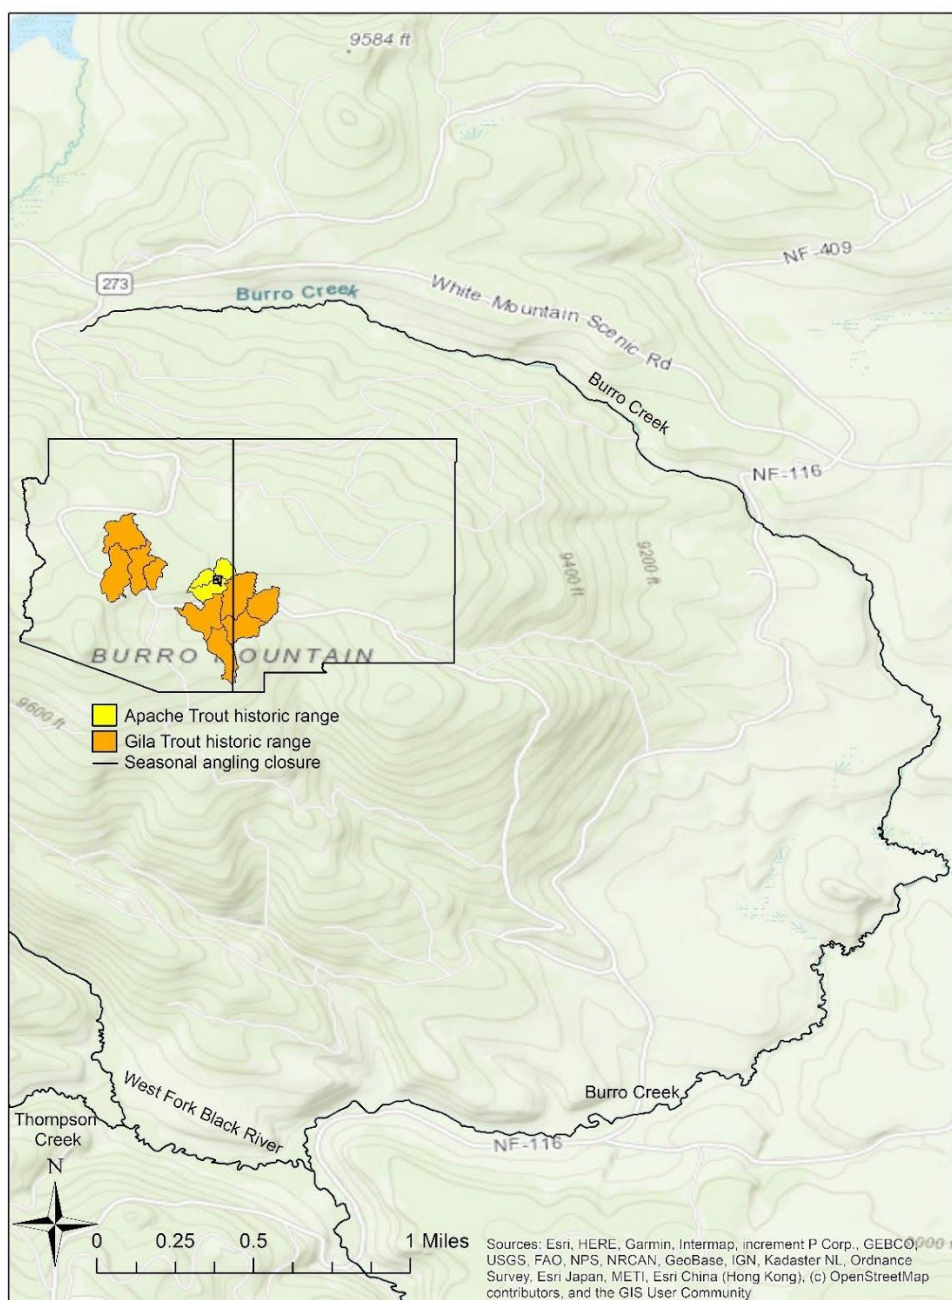 9584 ft
NF-409
273
Burro Creek
White Mountain Scenic Rd
Burro Creek
NF-116
9400 ft
9200 ft
BURRO MOUNTAIN
9600 ft
Apache Trout historic range
Gila Trout historic range
Seasonal angling closure
West Fork Black River
Burro Creek
Thompson
Creek
NF-116
N
0 0.25 0.5 1 Miles
Sources: Esri, HERE, Garmin, Intermap, increment P Corp., GEBCO,
USGS, FAO, NPS, NRCAN, GeoBase, IGN, Kadaster NL, Ordnance
Survey, Esri Japan, METI, Esri China (Hong Kong), (c) OpenStreetMap
contributors, and the GIS User Community